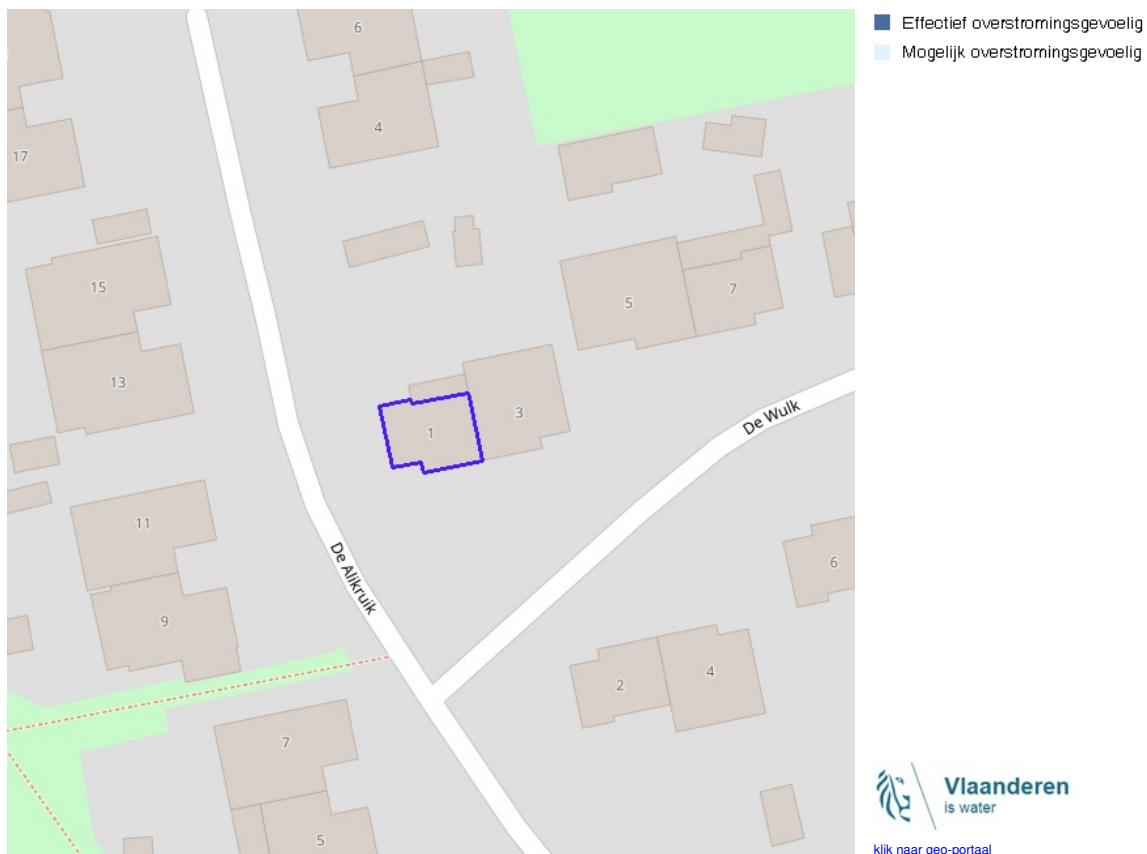 Effectief overstromingsgevoelig
Mogelijk overstromingsgevoelig
6
4
17
15
5
7
13
3
1
De Wulk
11
De Alikruik
6
9
4
2
7
5
Vlaanderen
is water
klik naar geo-portaal